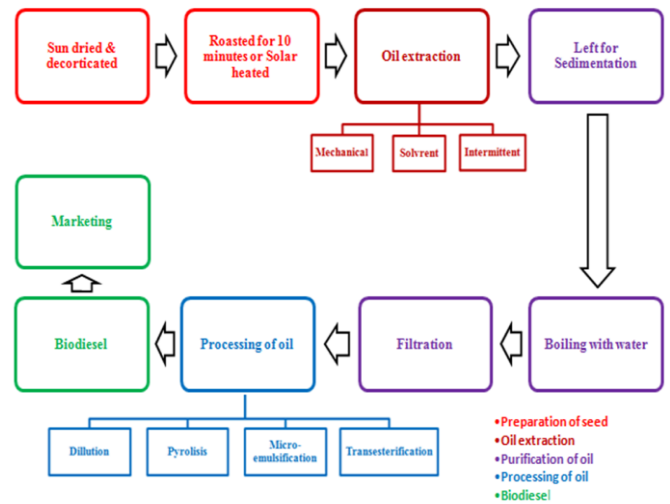 Sun dried &
decorticated
Roasted for 10
minutes or Solar
heated
Oil extraction
Left for
Sedimentation
Mechanical
Solvrent
Intermittent
Marketing
Biodiesel
Processing of oil
Filtration
Boiling with water
Dillution
Pyrolisis
Micro-
emulsification
Transesterification
•Preparation of seed
•Oil extraction
•Purification of oil
•Processing of oil
•Biodiesel